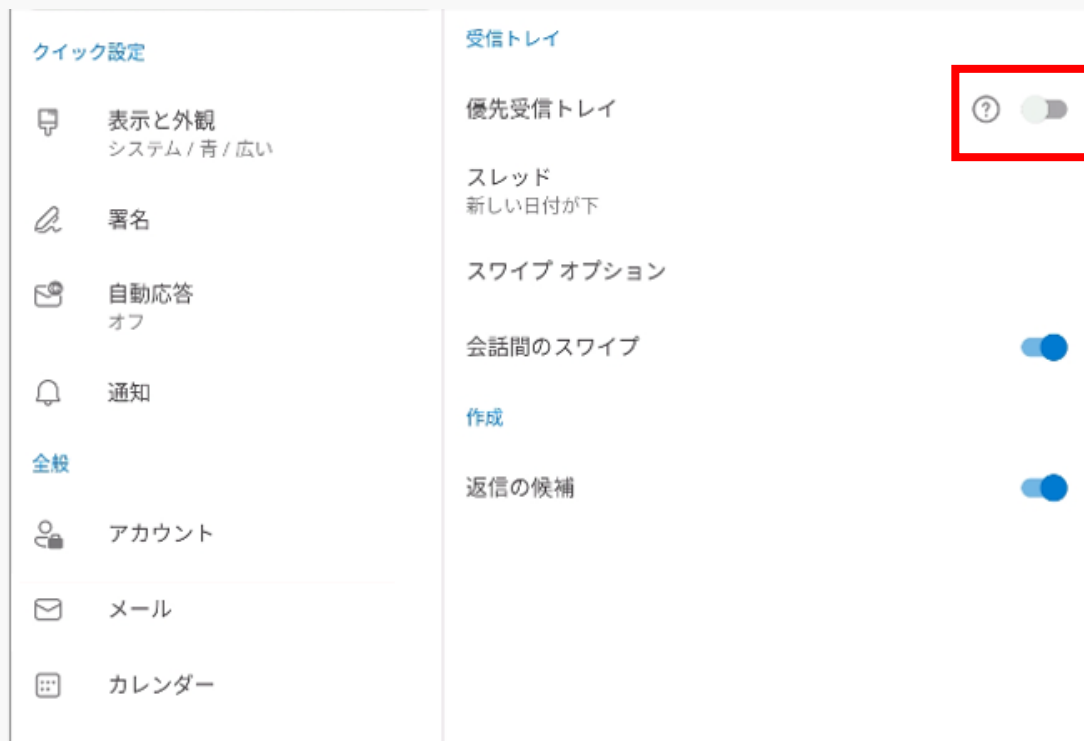 クイック設定
表示と外観
システム / 青 / 広い
署名
自動応答
オフ
通知
全般
アカウント
メール
カレンダー
受信トレイ
優先受信トレイ
?
スレッド
新しい日付が下
スワイプ オプション
会話間のスワイプ
作成
返信の候補